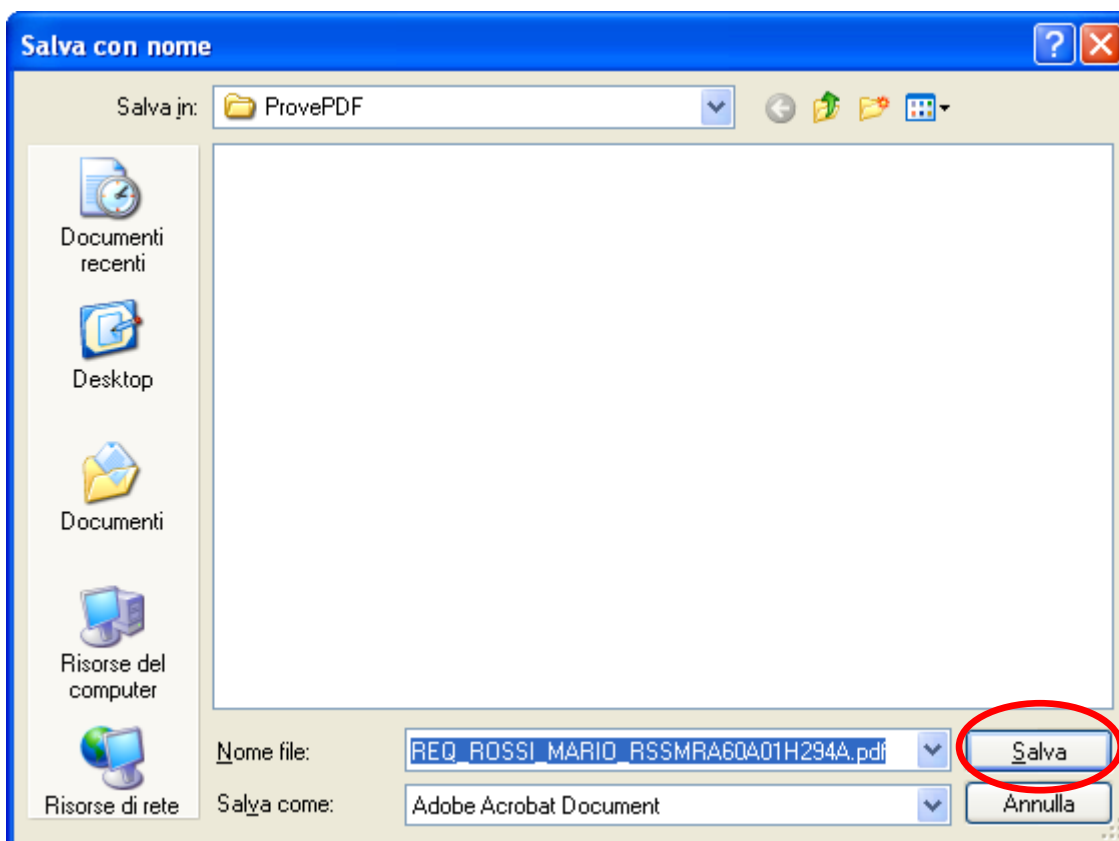 Salva con nome
Salva in: ProvePDF
Documenti
recenti
Desktop
Documenti
Risorse del
computer
Risorse di rete
Nome file: REQ_ROSSI_MARIO_RSSMRA60A01H294A.pdf Salva
Salva come: Adobe Acrobat Document Annulla